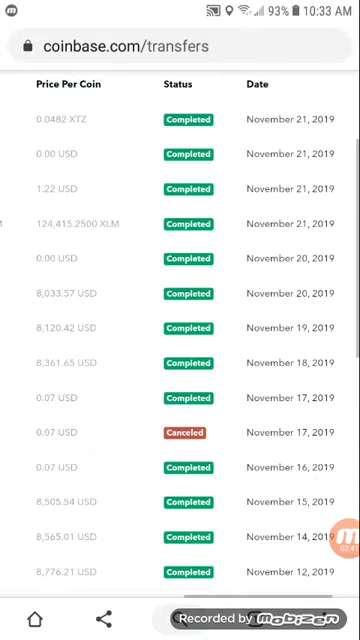 93% 10:33 AM
coinbase.com/transfers
Price Per Coin Status Date
0.0482 XTZ Completed November 21, 2019
0.00 USD Completed November 21, 2019
1.22 USD Completed November 21, 2019
M 124,415.2500 XLM Completed November 21, 2019
0.00 USD Completed November 20, 2019
8,033.57 USD Completed November 20, 2019
8,120.42 USD Completed November 19, 2019
8,361.65 USD Completed November 18, 2019
0.07 USD Completed November 17, 2019
0.07 USD Canceled November 17, 2019
0.07 USD Completed November 16, 2019
8,505.54 USD Completed November 15, 2019
8,565.01 USD Completed November 14, 2019
02:41
8,776.21 USD Completed November 12, 2019
Recorded by Mobizen